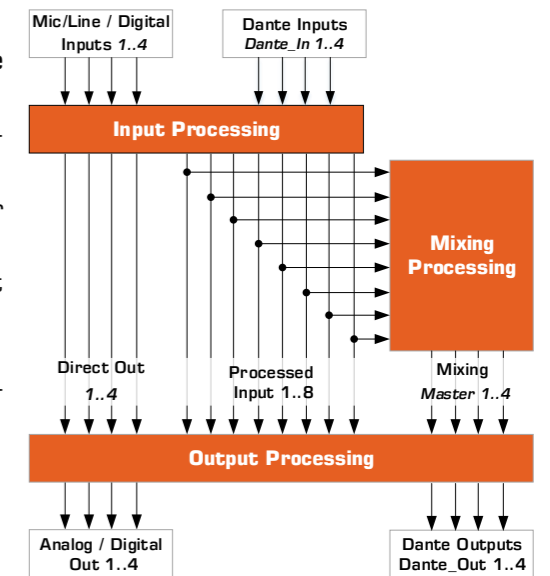 Mic/Line / Digital
Inputs 1..4
Dante Inputs
Dante_In 1..4
Input Processing
Mixing
Processing
Direct Out
1..4
Processed
Input 1..8
Mixing
Master 1..4
Output Processing
Analog / Digital
Out 1..4
Dante Outputs
Dante_Out 1..4